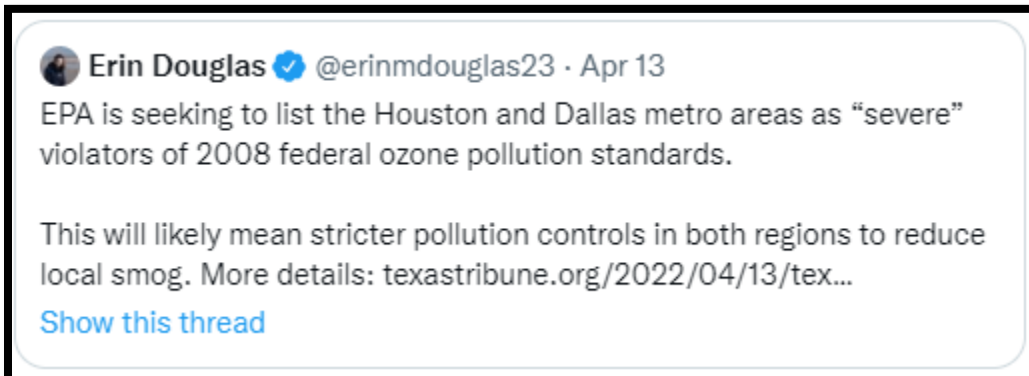 Erin Douglas @erinmdouglas23 · Apr 13
EPA is seeking to list the Houston and Dallas metro areas as “severe”
violators of 2008 federal ozone pollution standards.
This will likely mean stricter pollution controls in both regions to reduce
local smog. More details: texastribune.org/2022/04/13/tex...
Show this thread